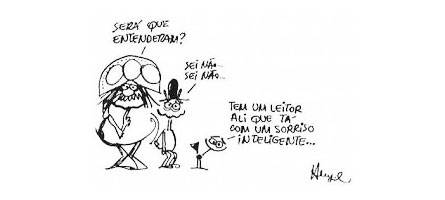 SERÁ QUE
ENTENDERAM?
SEI NÃO...
SEI NÃO...
TEM UM LEITOR
ALI QUE TÁ
COM UM SORRISO
INTELIGENTE...